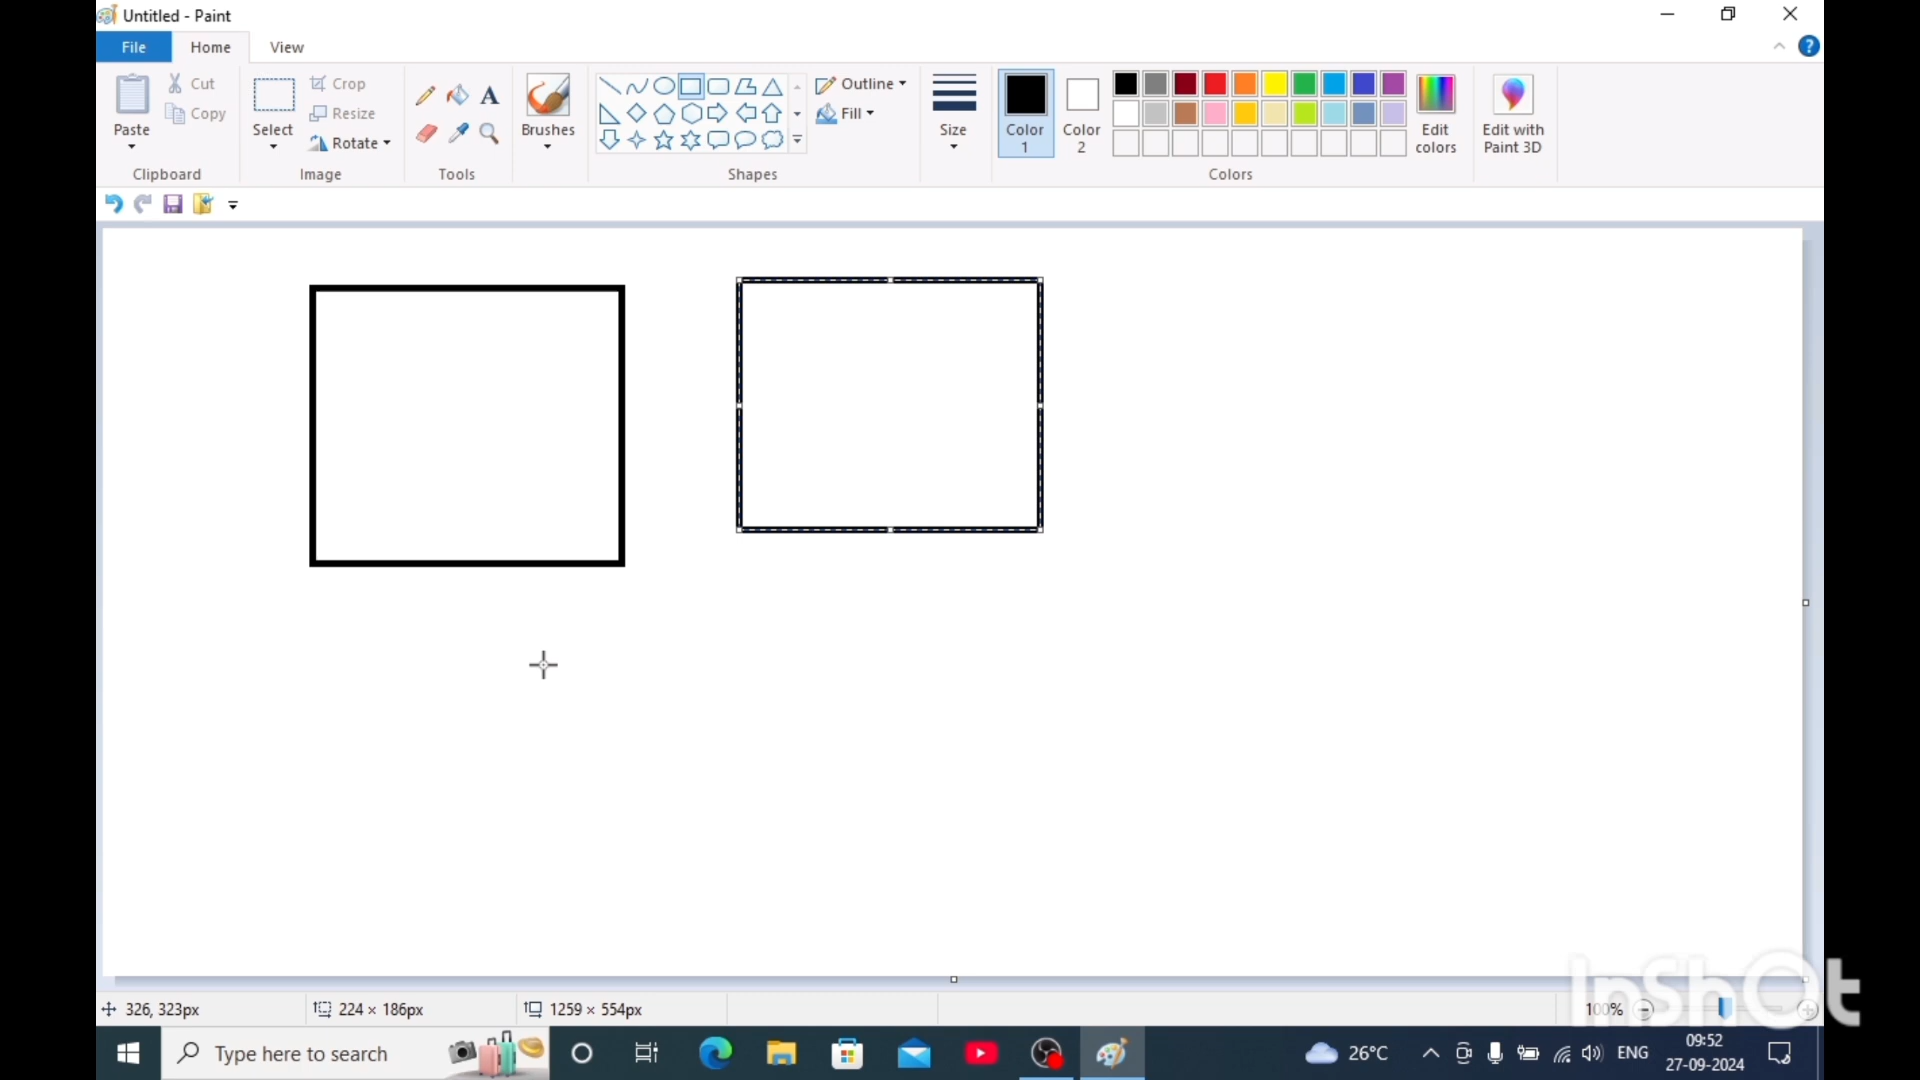 Untitled - Paint
File Home View
Paste
Cut
Copy
Clipboard
Select
Crop
Resize
Rotate
Image
A
Tools
Brushes
Shapes
Outline
Fill
Size
Color 1
Color 2
Colors
Edit colors
Edit with Paint 3D
?
326, 323px 224 × 186px 1259 × 554px 100%
InShOt
Type here to search
26°C ENG 09:52
27-09-2024